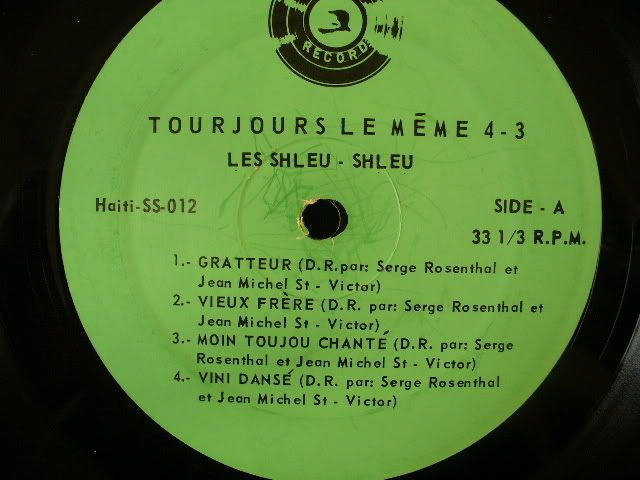 RECORD
TOURJOURS LE MĒME 4-3
LES SHLEU - SHLEU
Haiti-SS-012
SIDE - A
33 1/3 R.P.M.
1.- GRATTEUR (D.R.par: Serge Rosenthal et
Jean Michel St - Victor)
2.- VIEUX FRÈRE (D.R. par: Serge Rosenthal et
Jean Michel St - Victor)
3.- MOIN TOUJOU CHANTÉ (D.R. par: Serge
Rosenthal et Jean Michel St - Victor)
4.- VINI DANSÉ (D.R. par: Serge Rosenthal
et Jean Michel St - Victor)